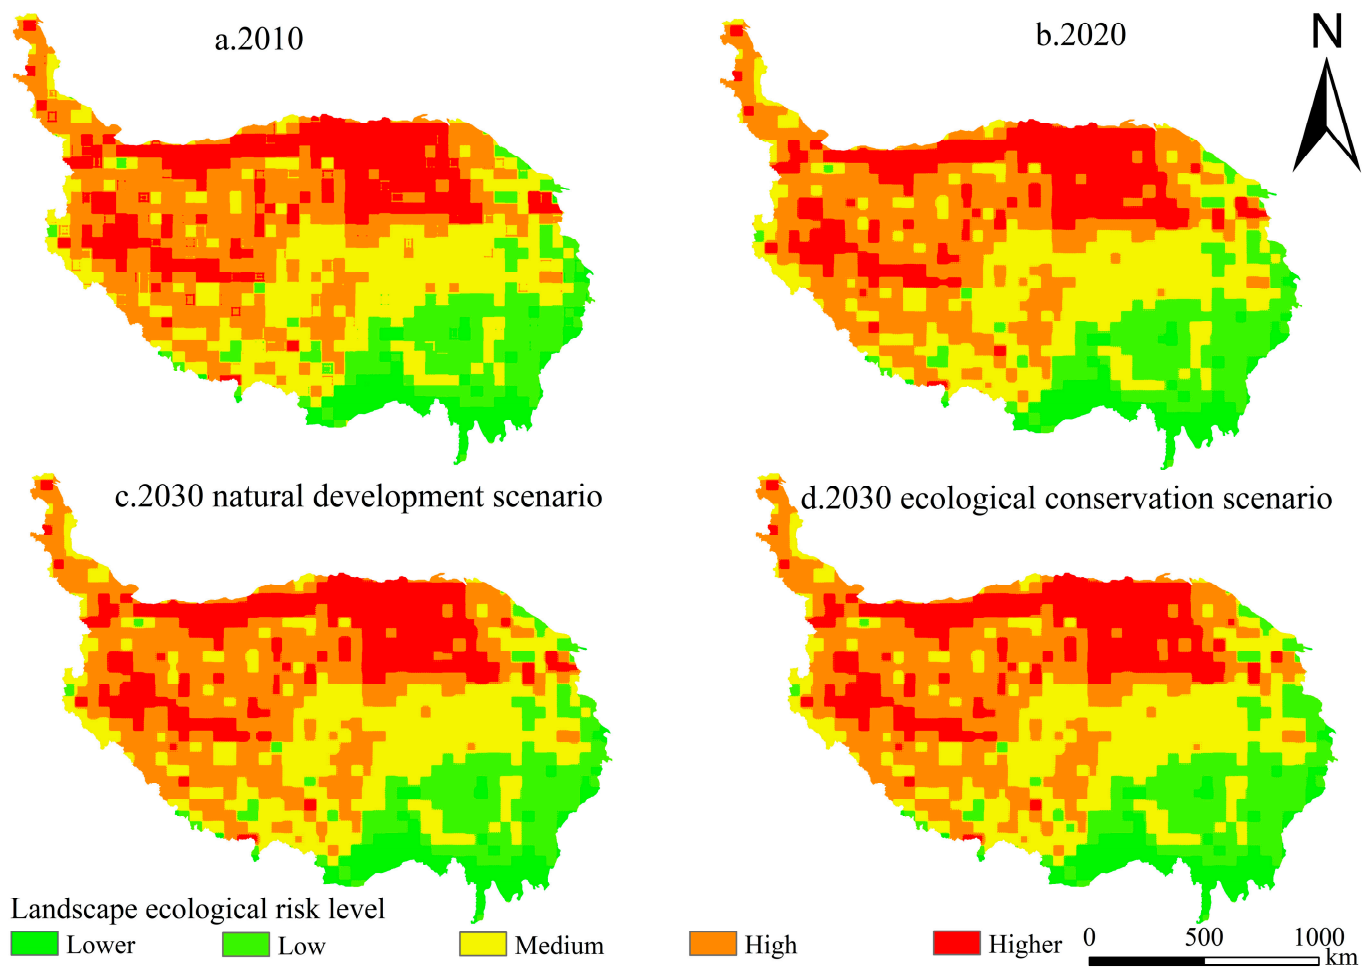 a.2010
b.2020
N
c.2030 natural development scenario
d.2030 ecological conservation scenario
Landscape ecological risk level
Lower
Low
Medium
High
Higher
0 500 1000
km